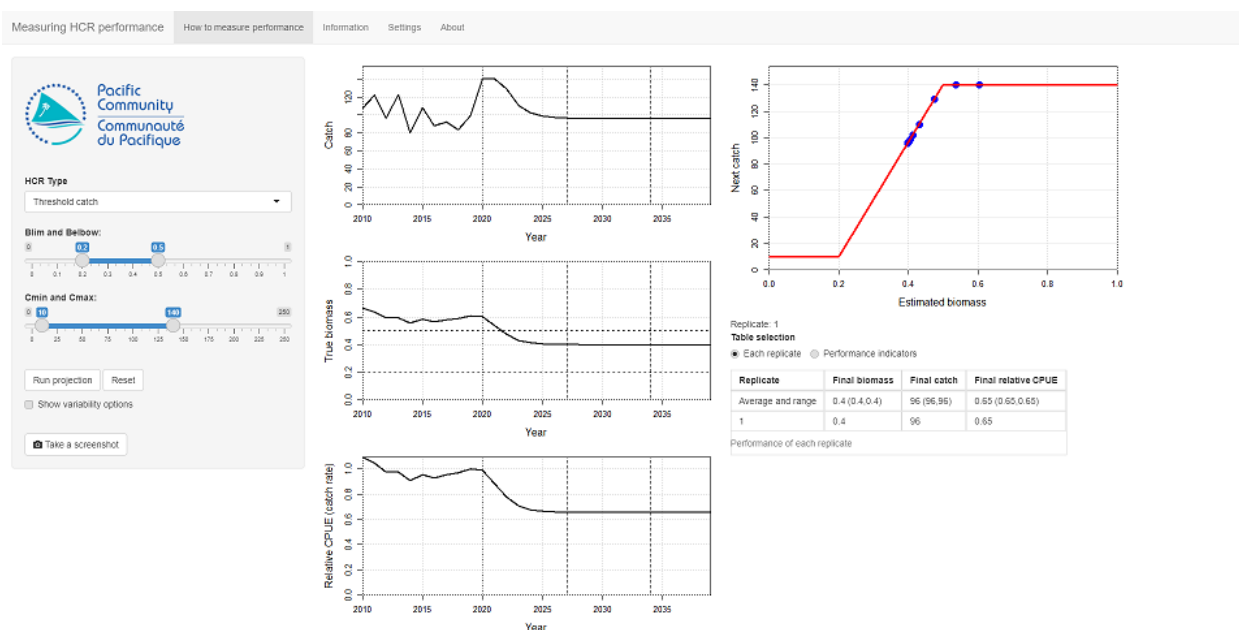 Measuring HCR performance How to measure performance Information Settings About
Pacific
Community
Communauté
du Pacifique
HCR Type
Threshold catch
Blim and Belbow:
0 0.2 0.5 1
0 0.1 0.2 0.3 0.4 0.5 0.6 0.7 0.8 0.9 1
Cmin and Cmax:
0 10 140 250
0 25 50 75 100 125 150 175 200 225 250
Run projection Reset
Show variability options
Take a screenshot
Catch
0 20 40 60 80 120
2010 2015 2020 2025 2030 2035
Year
True biomass
0.0 0.2 0.4 0.6 0.8 1.0
2010 2015 2020 2025 2030 2035
Year
Relative CPUE (catch rate)
0.0 0.2 0.4 0.6 0.8 1.0
2010 2015 2020 2025 2030 2035
Year
Next catch
0 20 40 60 80 100 120 140
0.0 0.2 0.4 0.6 0.8 1.0
Estimated biomass
Replicate: 1
Table selection
Each replicate Performance indicators
Replicate Final biomass Final catch Final relative CPUE
Average and range 0.4 (0.4,0.4) 96 (96,96) 0.65 (0.65,0.65)
1 0.4 96 0.65
Performance of each replicate